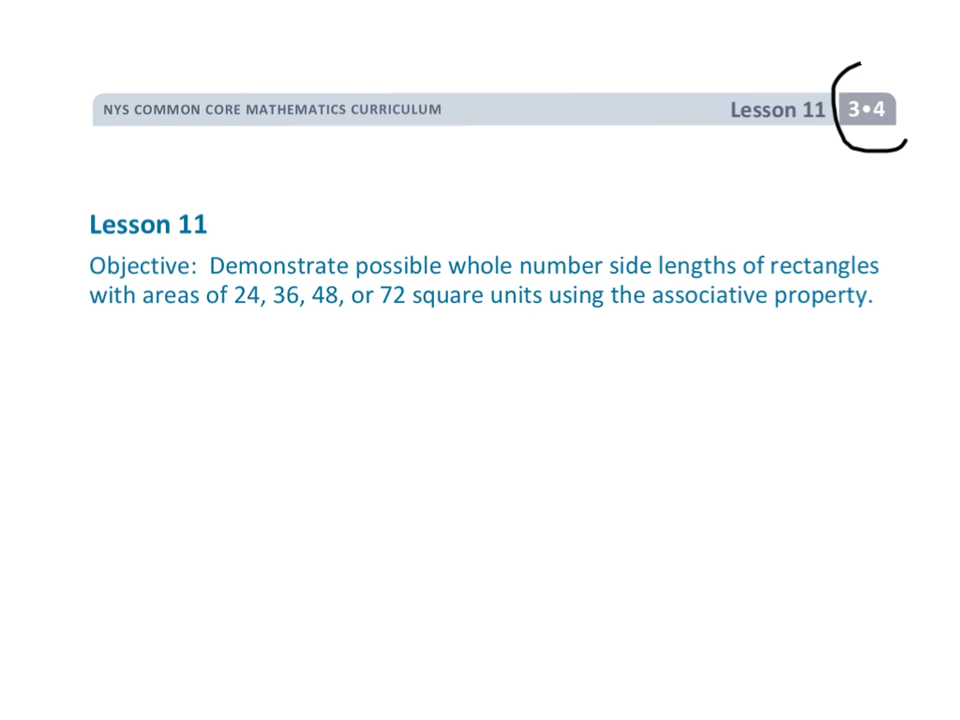 NYS COMMON CORE MATHEMATICS CURRICULUM Lesson 11 3•4
Lesson 11
Objective: Demonstrate possible whole number side lengths of rectangles
with areas of 24, 36, 48, or 72 square units using the associative property.